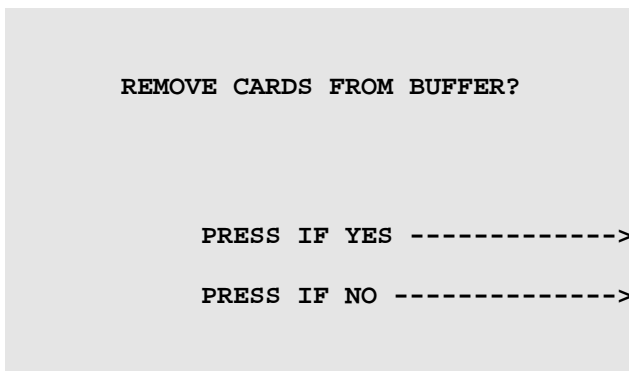 REMOVE CARDS FROM BUFFER?
PRESS IF YES ------------->
PRESS IF NO -------------->